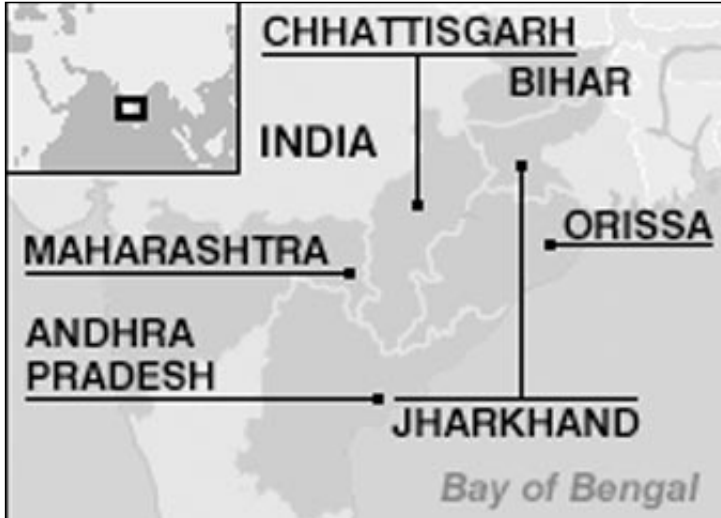 CHHATTISGARH
BIHAR
INDIA
ORISSA
MAHARASHTRA
ANDHRA
PRADESH
JHARKHAND
Bay of Bengal